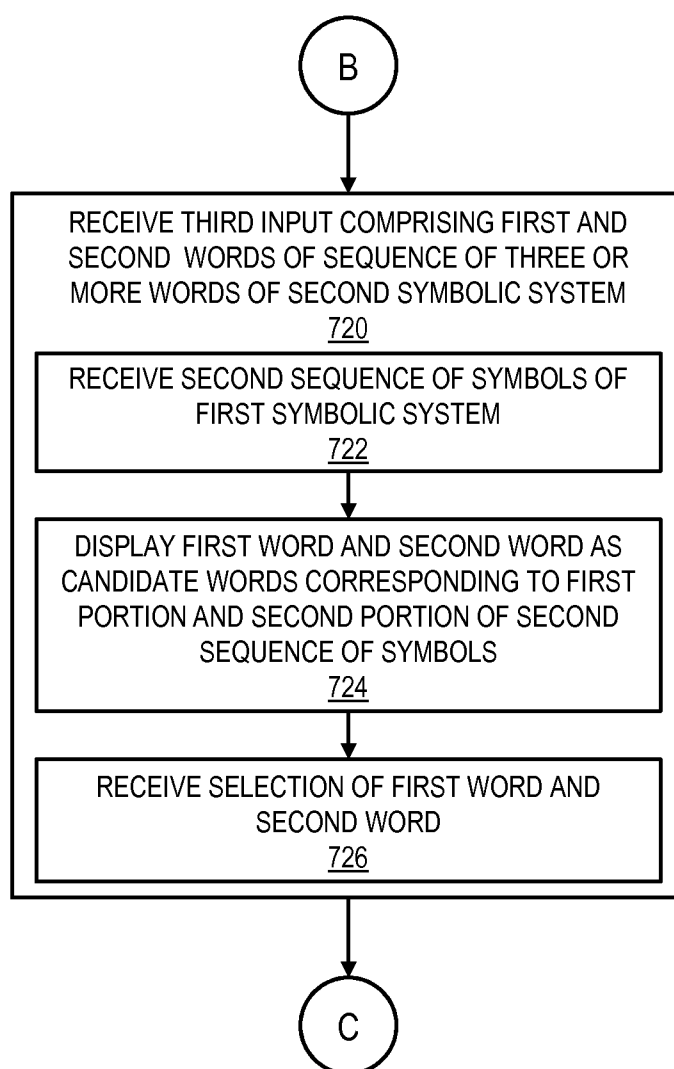 B
RECEIVE THIRD INPUT COMPRISING FIRST AND
SECOND WORDS OF SEQUENCE OF THREE OR
MORE WORDS OF SECOND SYMBOLIC SYSTEM
720
RECEIVE SECOND SEQUENCE OF SYMBOLS OF
FIRST SYMBOLIC SYSTEM
722
DISPLAY FIRST WORD AND SECOND WORD AS
CANDIDATE WORDS CORRESPONDING TO FIRST
PORTION AND SECOND PORTION OF SECOND
SEQUENCE OF SYMBOLS
724
RECEIVE SELECTION OF FIRST WORD AND
SECOND WORD
726
C